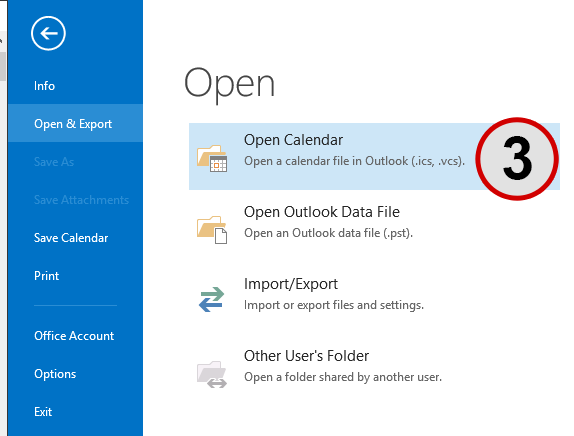 Open
Info
Open & Export
Save As
Save Attachments
Save Calendar
Print
Office Account
Options
Exit
Open Calendar
Open a calendar file in Outlook (.ics, .vcs).
3
Open Outlook Data File
Open an Outlook data file (.pst).
Import/Export
Import or export files and settings.
Other User's Folder
Open a folder shared by another user.